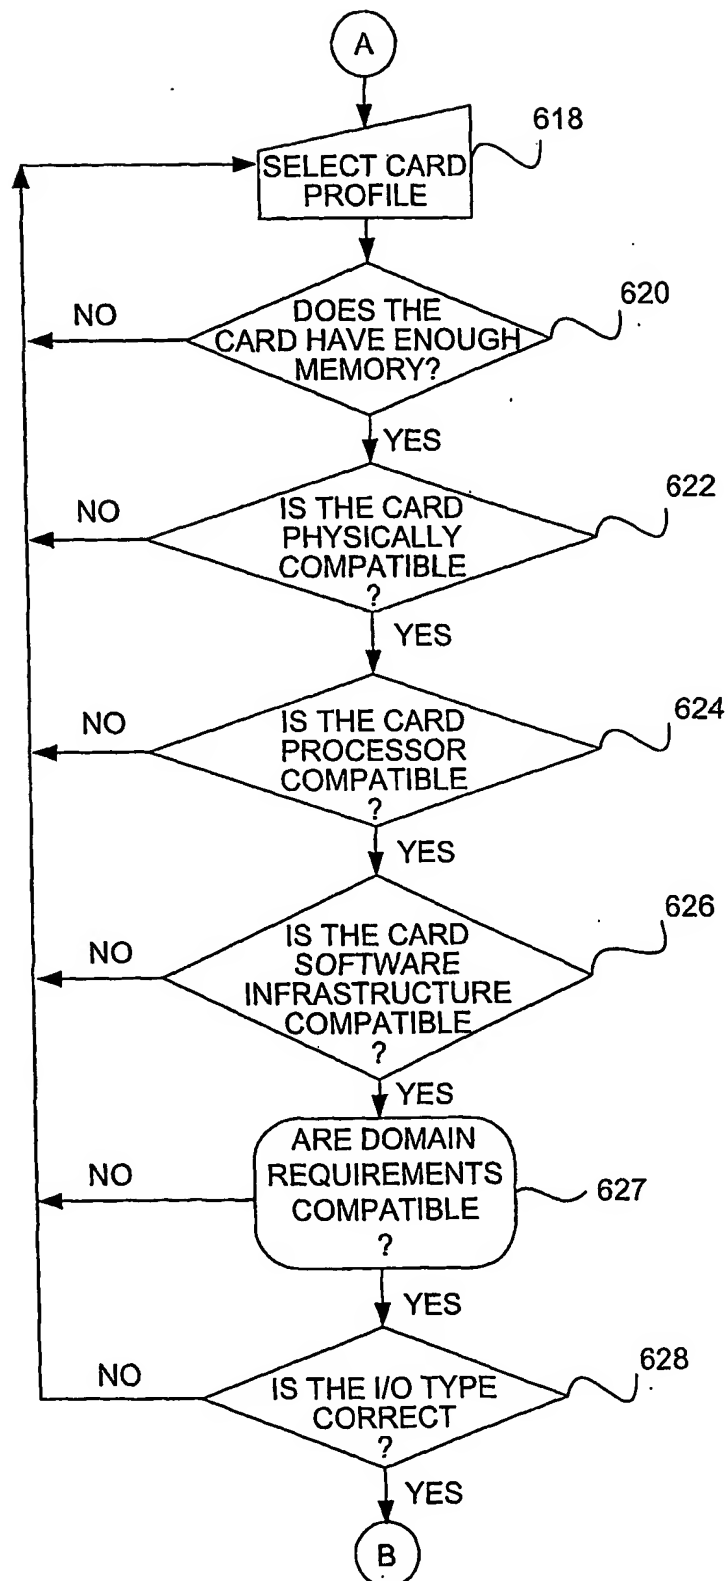 A
SELECT CARD
PROFILE
618
DOES THE
CARD HAVE ENOUGH
MEMORY?
620
NO
YES
IS THE CARD
PHYSICALLY
COMPATIBLE
?
622
NO
YES
IS THE CARD
PROCESSOR
COMPATIBLE
?
624
NO
YES
IS THE CARD
SOFTWARE
INFRASTRUCTURE
COMPATIBLE
?
626
NO
YES
ARE DOMAIN
REQUIREMENTS
COMPATIBLE
?
627
NO
YES
IS THE I/O TYPE
CORRECT
?
628
NO
YES
B